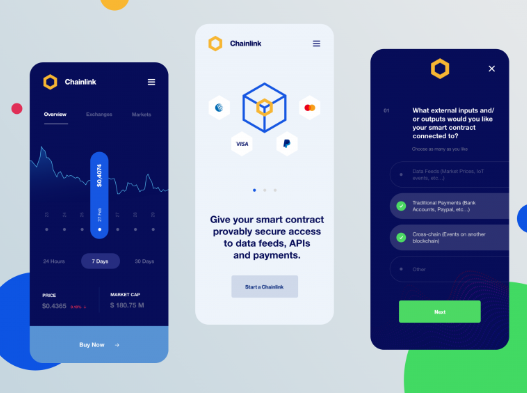 Chainlink
Overview Exchanges Markets
$0.4074
21 Feb
24 Hours 7 Days 30 Days
PRICE
$0.4365
MARKET CAP
$ 180.75 M
Buy Now →
Chainlink
VISA
Give your smart contract
provably secure access
to data feeds, APIs
and payments.
Start a Chainlink
01
What external inputs and/
or outputs would you like
your smart contract
connected to?
Choose as many as you like
Data Feeds (Market Prices, IoT
events, etc...)
Traditional Payments (Bank
Accounts, Paypal, etc...)
Cross-chain (Events on another
blockchain)
Other
Next